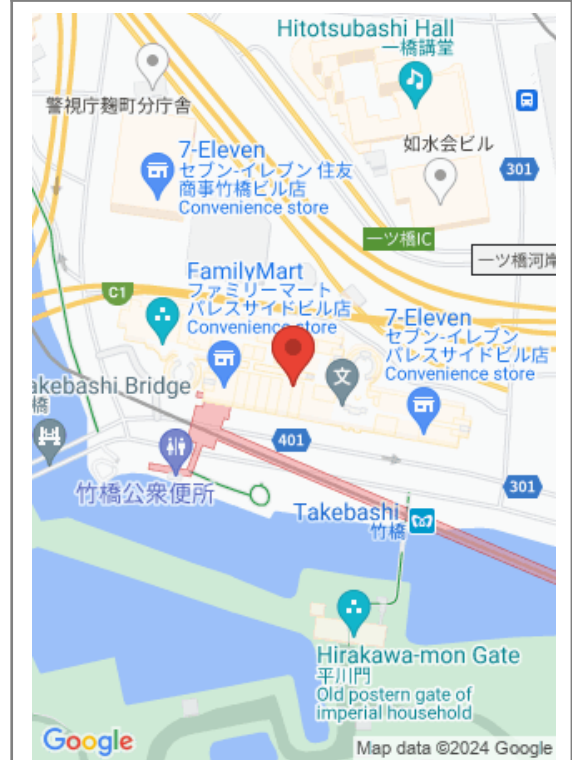 Hitotsubashi Hall
一橋講堂
警視庁麹町分庁舎
7-Eleven
セブン-イレブン 住友
商事竹橋ビル店
Convenience store
如水会ビル
301
一ツ橋IC
一ツ橋河岸
C1
FamilyMart
ファミリーマート
パレスサイドビル店
Convenience store
7-Eleven
セブン-イレブン
パレスサイドビル店
Convenience store
文
akebashi Bridge
橋
401
竹橋公衆便所
301
Takebashi
竹橋
Hirakawa-mon Gate
平川門
Old postern gate of
imperial household
Google
Map data ©2024 Google